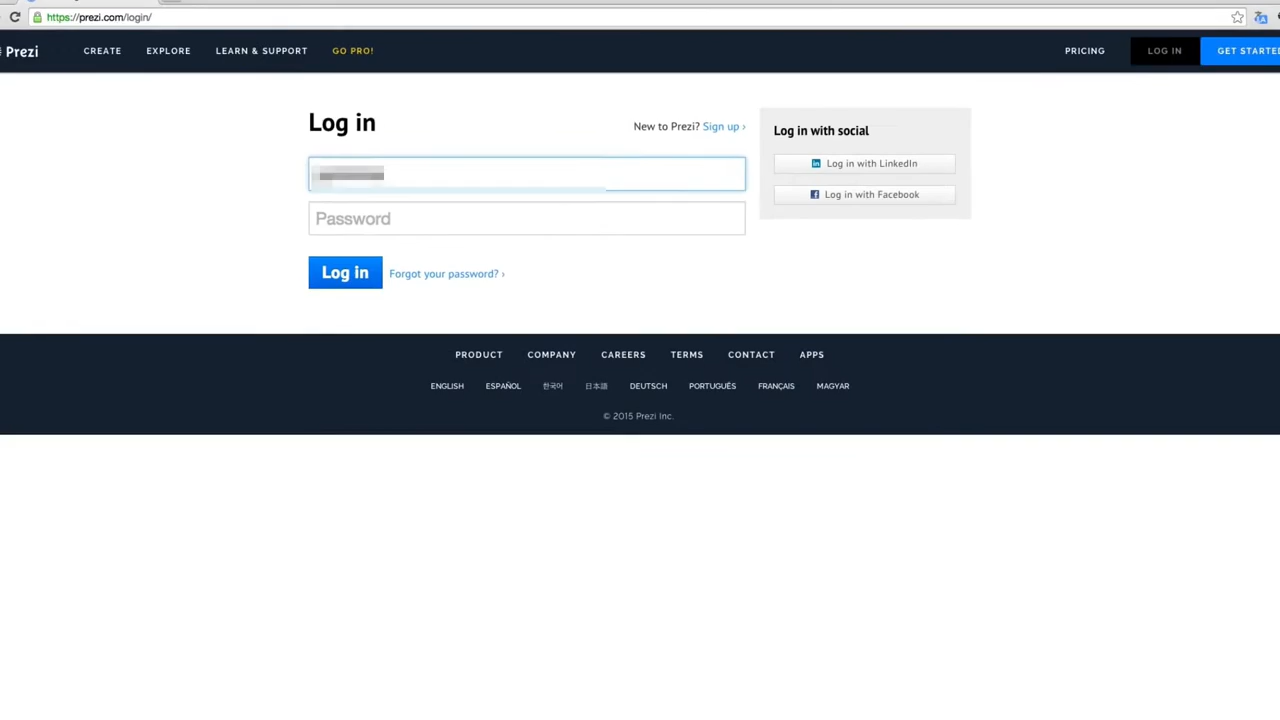 https://prezi.com/login/
Prezi CREATE EXPLORE LEARN & SUPPORT GO PRO! PRICING LOG IN GET STARTED
Log in
New to Prezi? Sign up ›
Password
Log in Forgot your password? ›
Log in with social
Log in with LinkedIn
Log in with Facebook
PRODUCT COMPANY CAREERS TERMS CONTACT APPS
ENGLISH ESPAÑOL 한국어 日本語 DEUTSCH PORTUGUÊS FRANÇAIS MAGYAR
© 2015 Prezi Inc.